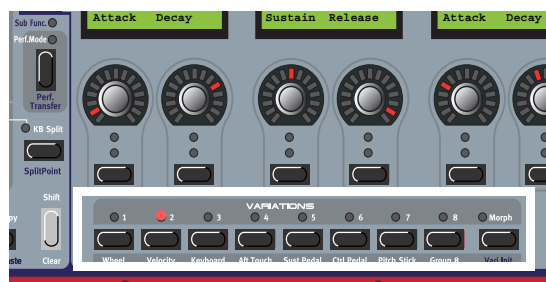 Attack Decay
Sustain Release
Attack Decay
Sub Func.
Perf.Mode
Perf.
Transfer
KB Split
SplitPoint
Shift
Clear
VARIATIONS
1 2 3 4 5 6 7 8 Morph
Wheel Velocity Keyboard Aft Touch Sust Pedal Ctrl Pedal Pitch Stick Group 8 Vari Init